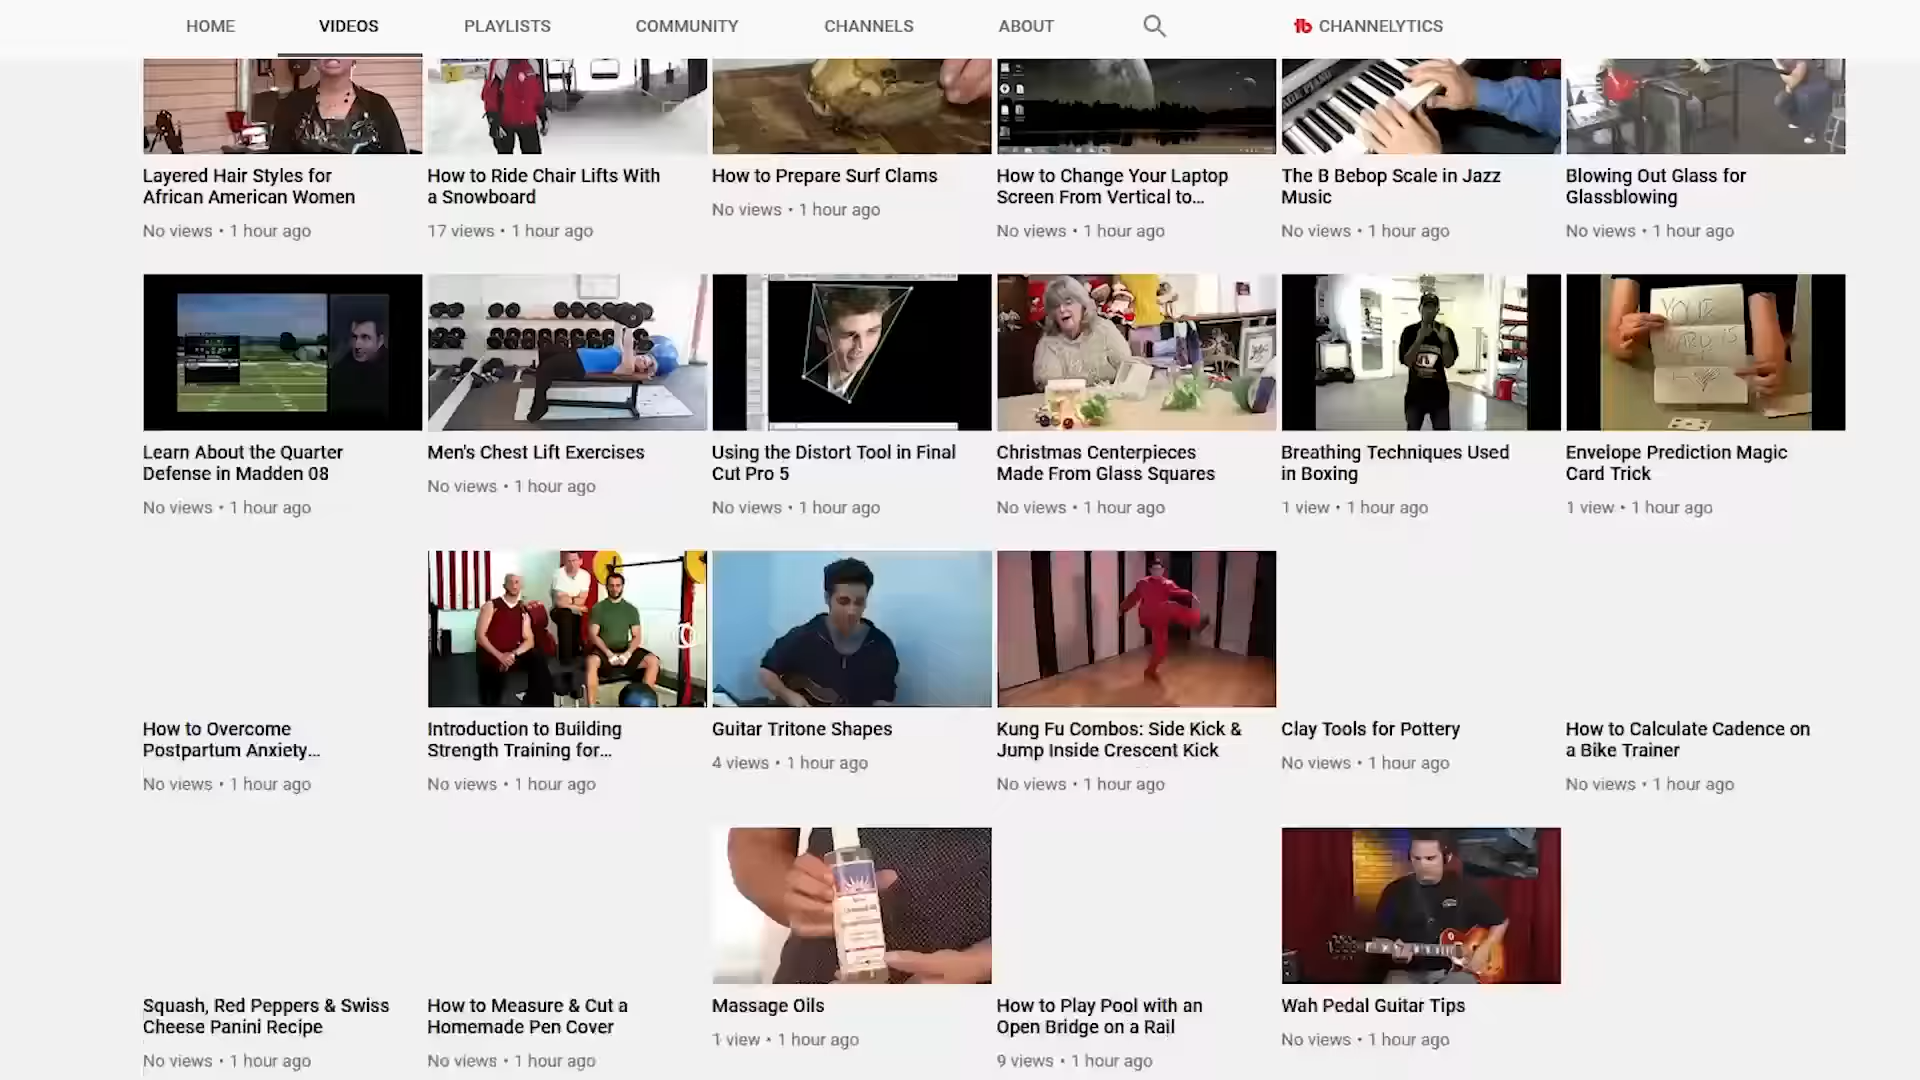 HOME VIDEOS PLAYLISTS COMMUNITY CHANNELS ABOUT CHANNELYTICS
Layered Hair Styles for
African American Women
No views • 1 hour ago
How to Ride Chair Lifts With
a Snowboard
17 views • 1 hour ago
How to Prepare Surf Clams
No views • 1 hour ago
How to Change Your Laptop
Screen From Vertical to...
No views • 1 hour ago
The B Bebop Scale in Jazz
Music
No views • 1 hour ago
Blowing Out Glass for
Glassblowing
No views • 1 hour ago
Learn About the Quarter
Defense in Madden 08
No views • 1 hour ago
Men's Chest Lift Exercises
No views • 1 hour ago
Using the Distort Tool in Final
Cut Pro 5
No views • 1 hour ago
Christmas Centerpieces
Made From Glass Squares
No views • 1 hour ago
Breathing Techniques Used
in Boxing
1 view • 1 hour ago
YOUR
CARD IS
Envelope Prediction Magic
Card Trick
1 view • 1 hour ago
How to Overcome
Postpartum Anxiety...
No views • 1 hour ago
Introduction to Building
Strength Training for...
No views • 1 hour ago
Guitar Tritone Shapes
4 views • 1 hour ago
Kung Fu Combos: Side Kick &
Jump Inside Crescent Kick
No views • 1 hour ago
Clay Tools for Pottery
No views • 1 hour ago
How to Calculate Cadence on
a Bike Trainer
No views • 1 hour ago
Squash, Red Peppers & Swiss
Cheese Panini Recipe
No views • 1 hour ago
How to Measure & Cut a
Homemade Pen Cover
No views • 1 hour ago
Massage Oils
1 view • 1 hour ago
How to Play Pool with an
Open Bridge on a Rail
9 views • 1 hour ago
Wah Pedal Guitar Tips
No views • 1 hour ago